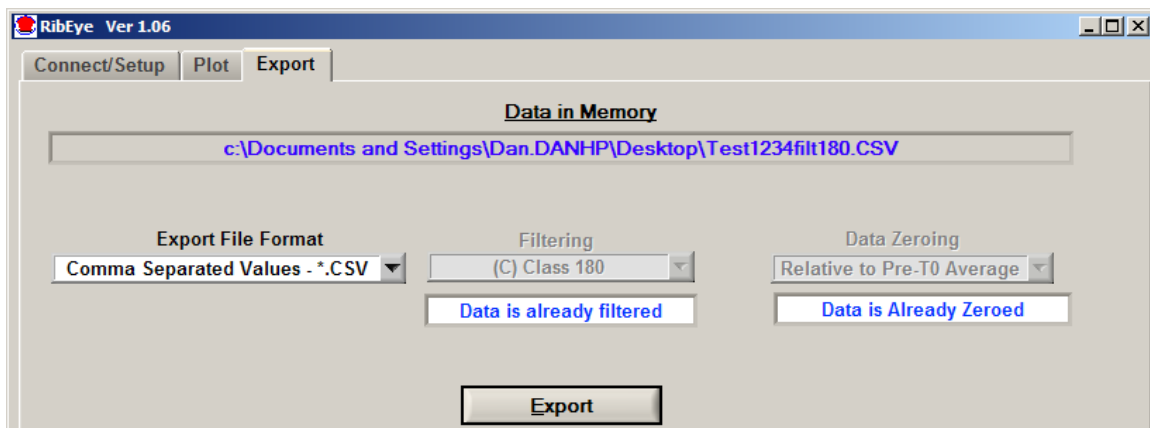 RibEye Ver 1.06
Connect/Setup Plot Export
Data in Memory
c:\Documents and Settings\Dan.DANHP\Desktop\Test1234filt180.CSV
Export File Format Filtering Data Zeroing
Comma Separated Values - *.CSV (C) Class 180 Relative to Pre-T0 Average
Data is already filtered Data is Already Zeroed
Export